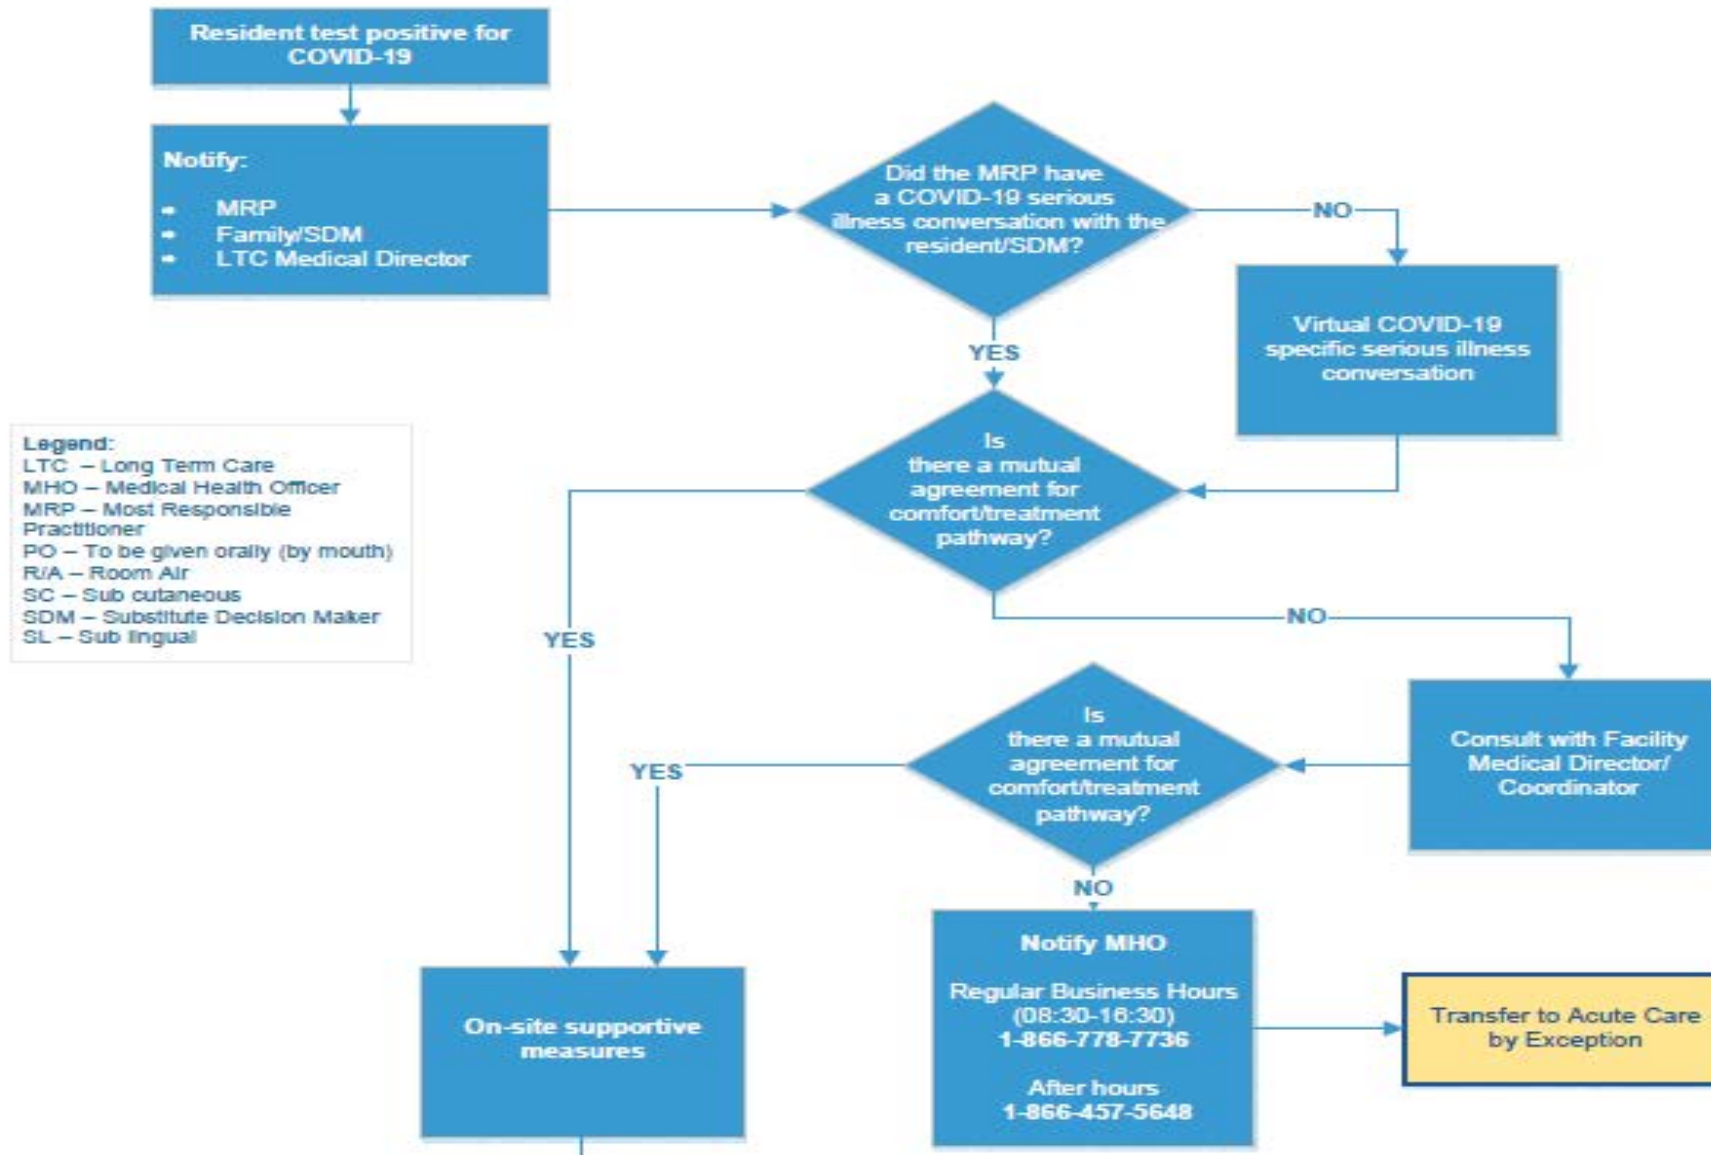 Resident test positive for
COVID-19
Notify:
MRP
Family/SDM
LTC Medical Director
Did the MRP have
a COVID-19 serious
illness conversation with the
resident/SDM?
NO
Virtual COVID-19
specific serious illness
conversation
YES
Legend:
LTC – Long Term Care
MHO – Medical Health Officer
MRP – Most Responsible
Practitioner
PO – To be given orally (by mouth)
R/A – Room Air
SC – Sub cutaneous
SDM – Substitute Decision Maker
SL – Sub lingual
Is
there a mutual
agreement for
comfort/treatment
pathway?
YES
NO
Consult with Facility
Medical Director/
Coordinator
Is
there a mutual
agreement for
comfort/treatment
pathway?
YES
NO
On-site supportive
measures
Notify MHO
Regular Business Hours
(08:30-16:30)
1-866-778-7736
After hours
1-866-457-5648
Transfer to Acute Care
by Exception